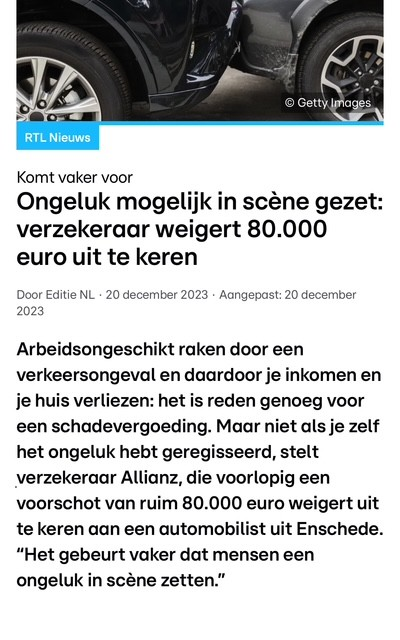 © Getty Images
RTL Nieuws
Komt vaker voor
Ongeluk mogelijk in scène gezet:
verzekeraar weigert 80.000
euro uit te keren
Door Editie NL · 20 december 2023 · Aangepast: 20 december
2023
Arbeidsongeschikt raken door een
verkeersongeval en daardoor je inkomen en
je huis verliezen: het is reden genoeg voor
een schadevergoeding. Maar niet als je zelf
het ongeluk hebt geregisseerd, stelt
verzekeraar Allianz, die voorlopig een
voorschot van ruim 80.000 euro weigert uit
te keren aan een automobilist uit Enschede.
“Het gebeurt vaker dat mensen een
ongeluk in scène zetten.”